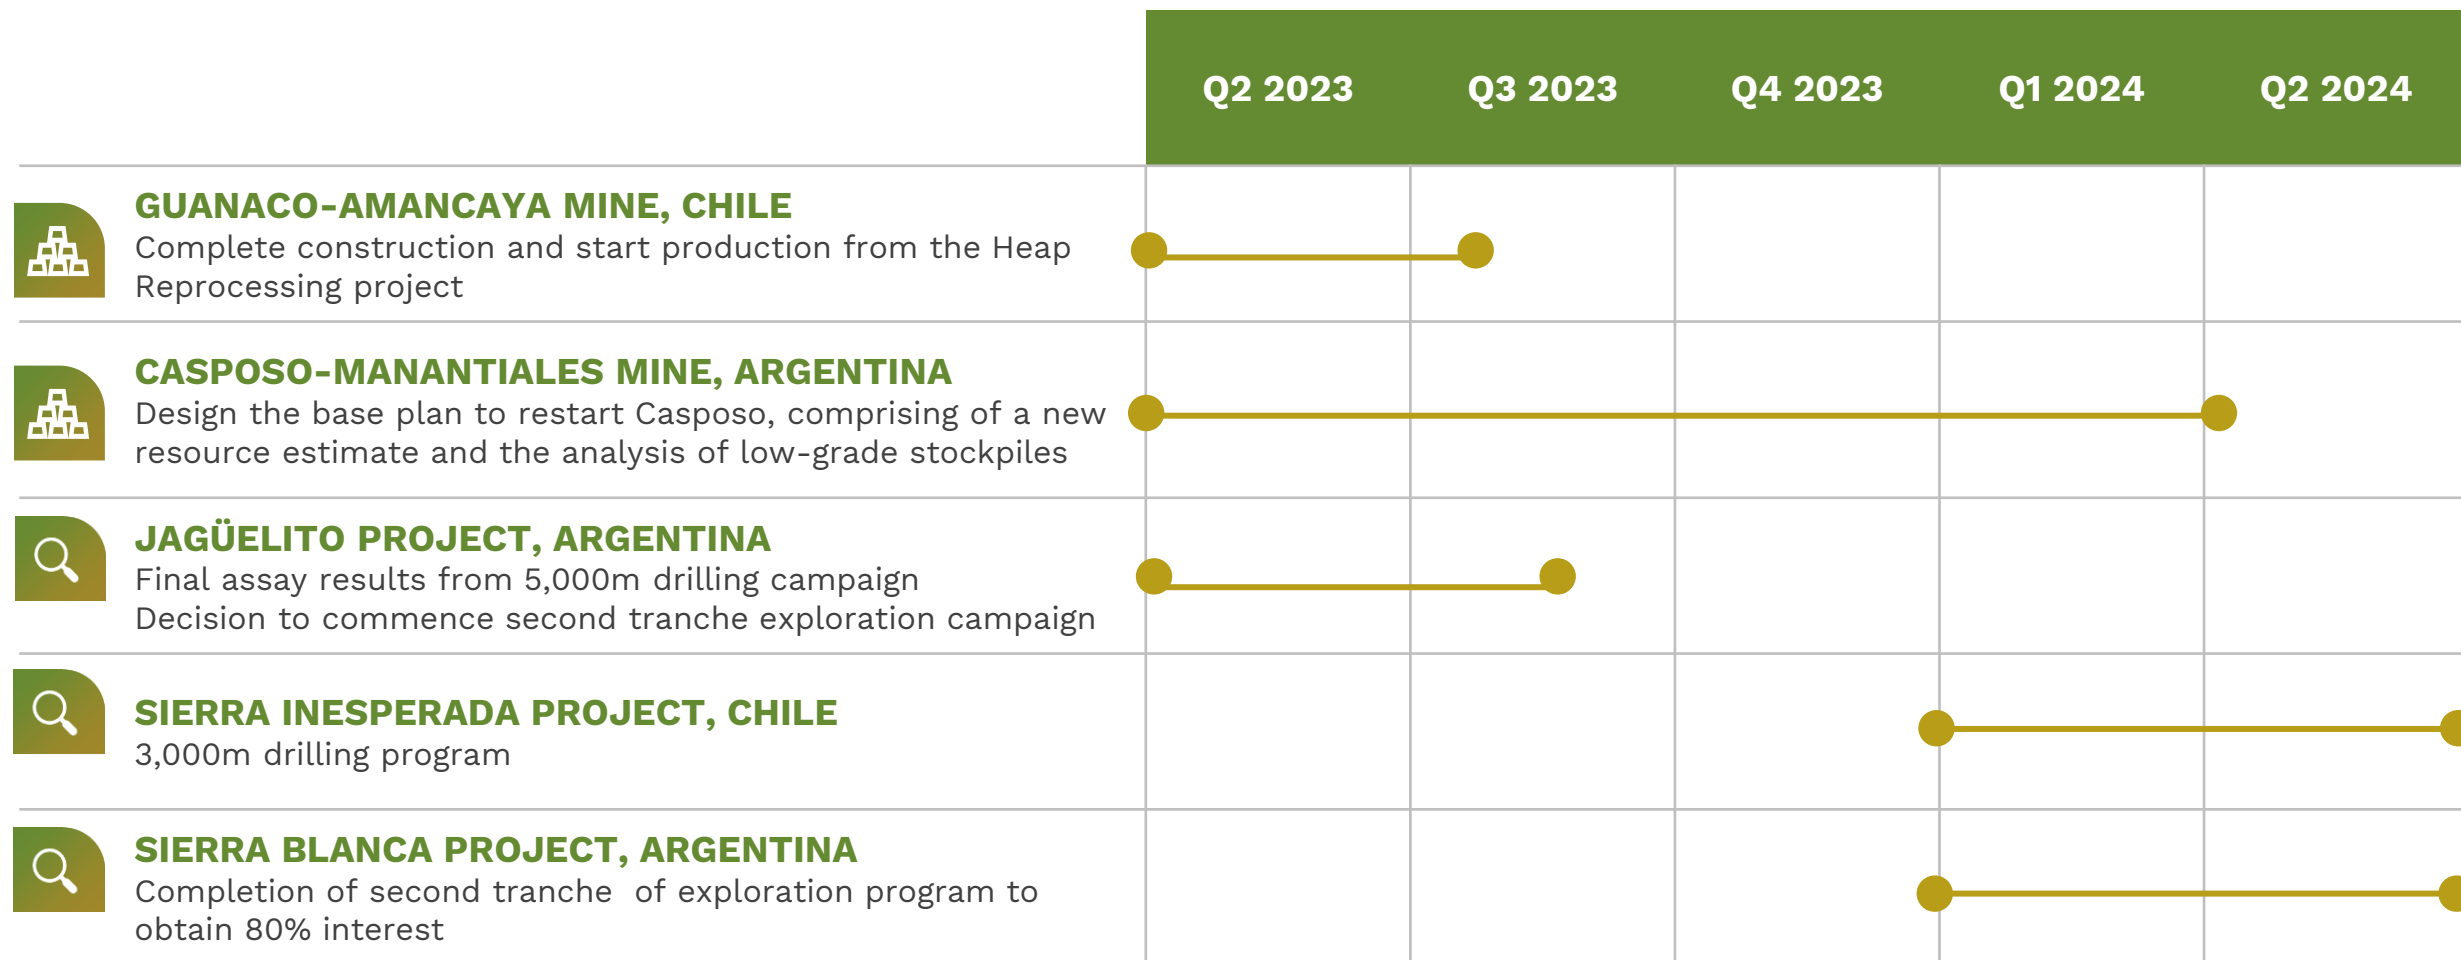 Q2 2023 Q3 2023 Q4 2023 Q1 2024 Q2 2024
GUANACO-AMANCAYA MINE, CHILE
Complete construction and start production from the Heap
Reprocessing project
CASPOSO-MANANTIALES MINE, ARGENTINA
Design the base plan to restart Casposo, comprising of a new
resource estimate and the analysis of low-grade stockpiles
JAGÜELITO PROJECT, ARGENTINA
Final assay results from 5,000m drilling campaign
Decision to commence second tranche exploration campaign
SIERRA INESPERADA PROJECT, CHILE
3,000m drilling program
SIERRA BLANCA PROJECT, ARGENTINA
Completion of second tranche  of exploration program to
obtain 80% interest